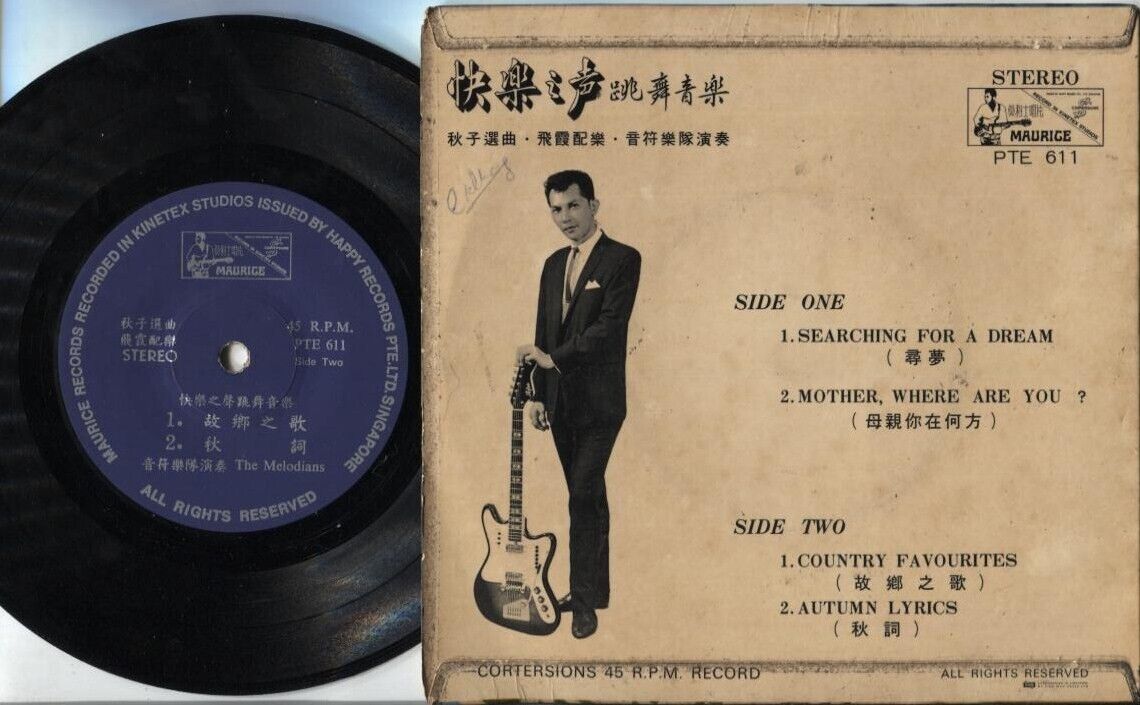 MAURICE RECORDS RECORDED IN KINETEX STUDIOS ISSUED BY HAPPY RECORDS PTE. LTD. SINGAPORE
MAURICE
秋子選曲
飛霞配樂
STEREO
45 R.P.M.
PTE 611
Side Two
快樂之聲跳舞音樂
1. 故鄉之歌
2. 秋詞
音符樂隊演奏 The Melodians
ALL RIGHTS RESERVED
快樂之声 跳舞音樂
秋子選曲・飛霞配樂・音符樂隊演奏
STEREO
MAURICE
PTE 611
SIDE ONE
1. SEARCHING FOR A DREAM
(尋夢)
2. MOTHER, WHERE ARE YOU ?
(母親你在何方)
SIDE TWO
1. COUNTRY FAVOURITES
(故鄉之歌)
2. AUTUMN LYRICS
(秋詞)
CORTERSIONS 45 R.P.M. RECORD
ALL RIGHTS RESERVED